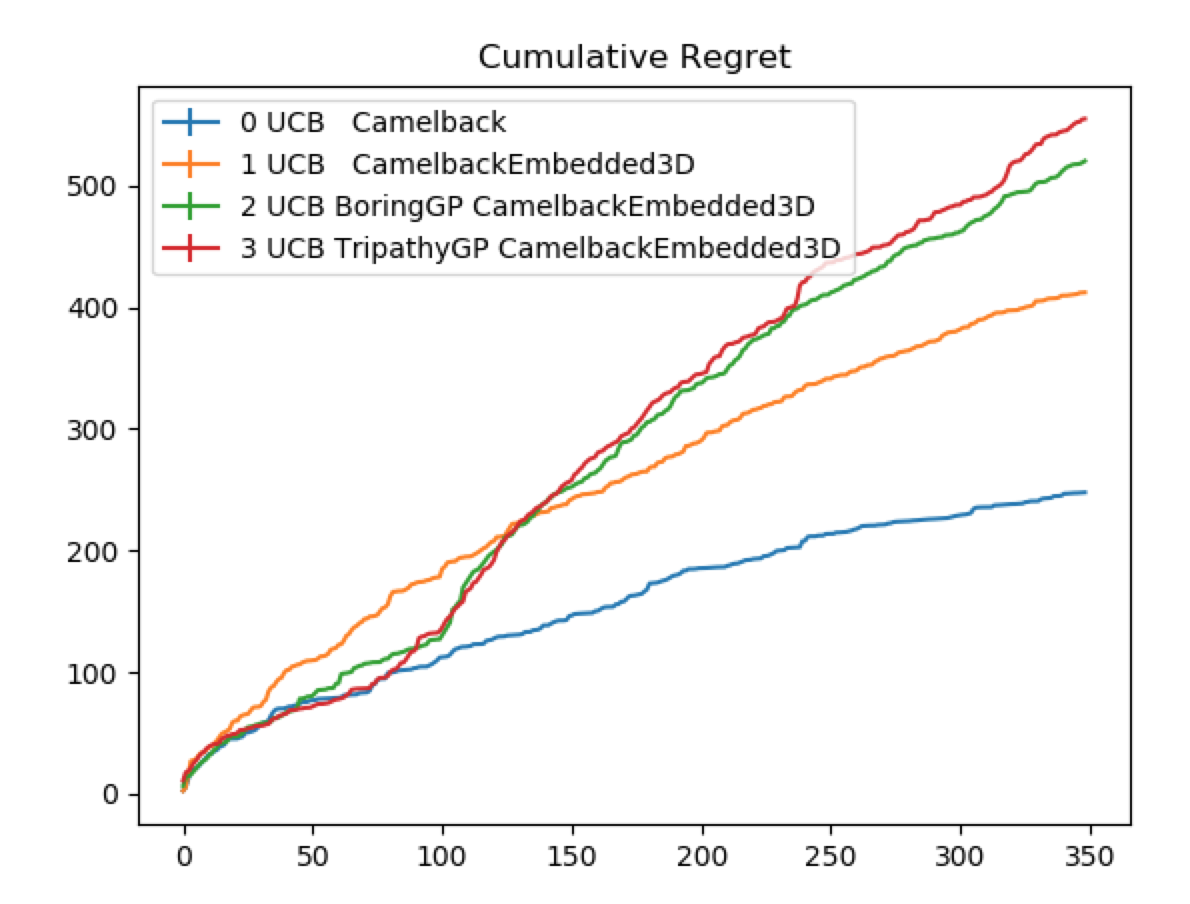 Cumulative Regret
0 UCB   Camelback
1 UCB   CamelbackEmbedded3D
2 UCB BoringGP CamelbackEmbedded3D
3 UCB TripathyGP CamelbackEmbedded3D
500
400
300
200
100
0
0 50 100 150 200 250 300 350